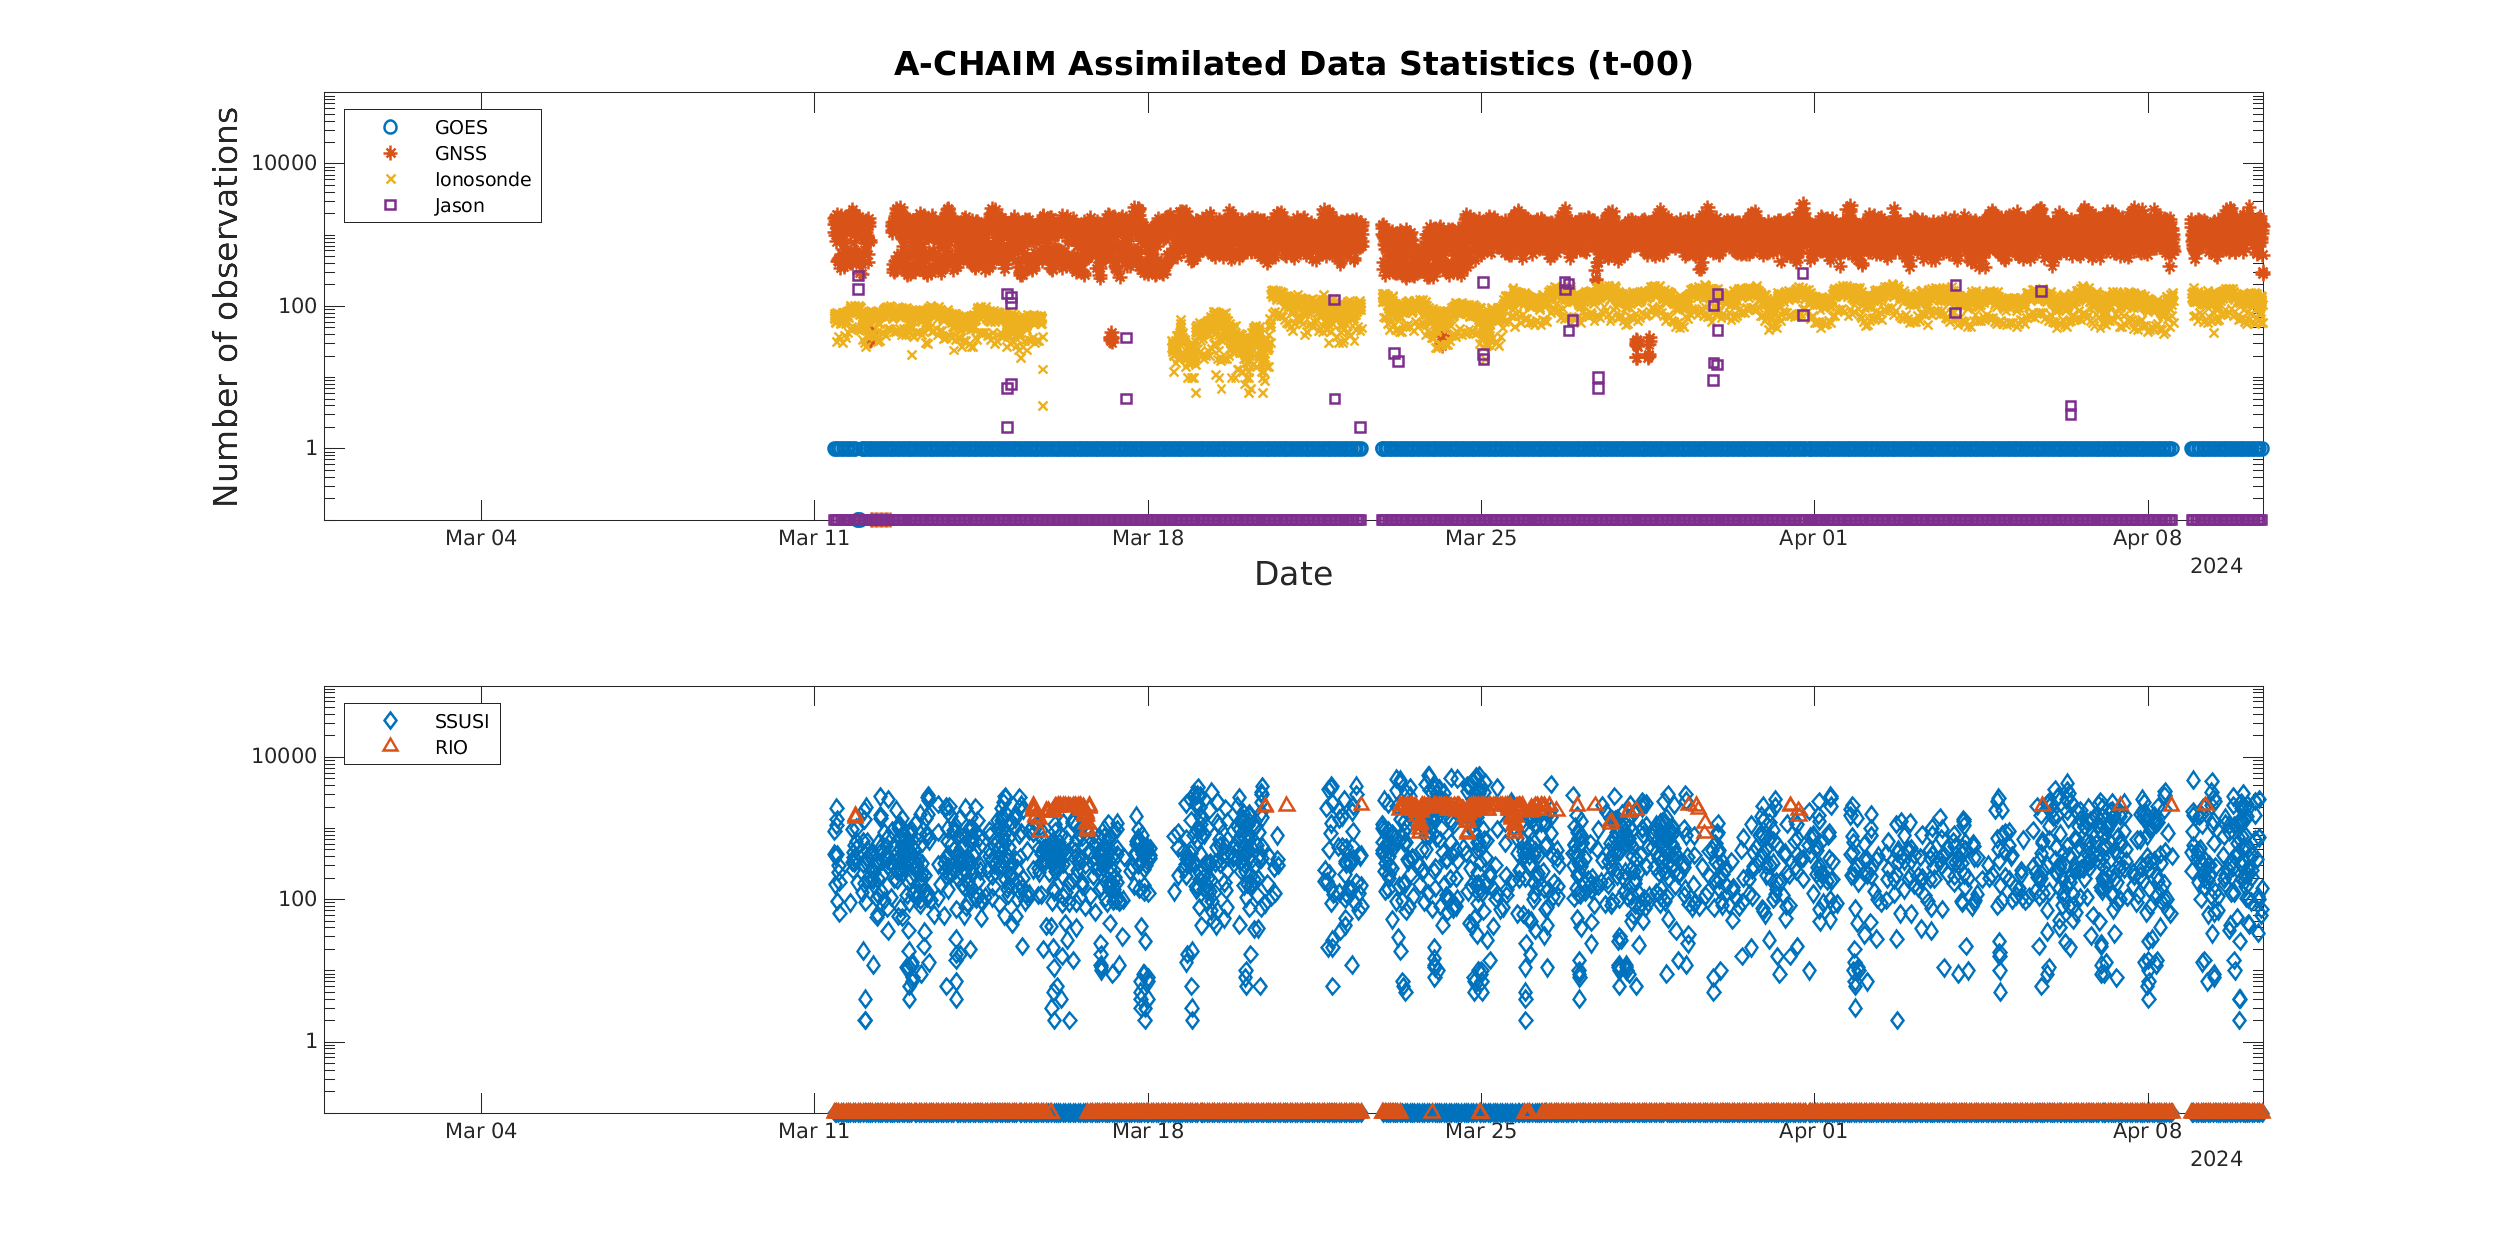 A-CHAIM Assimilated Data Statistics (t-00)
Number of observations
GOES
GNSS
Ionosonde
Jason
10000
100
1
Mar 04 Mar 11 Mar 18 Mar 25 Apr 01 Apr 08
2024
Date
SSUSI
RIO
10000
100
1
Mar 04 Mar 11 Mar 18 Mar 25 Apr 01 Apr 08
2024